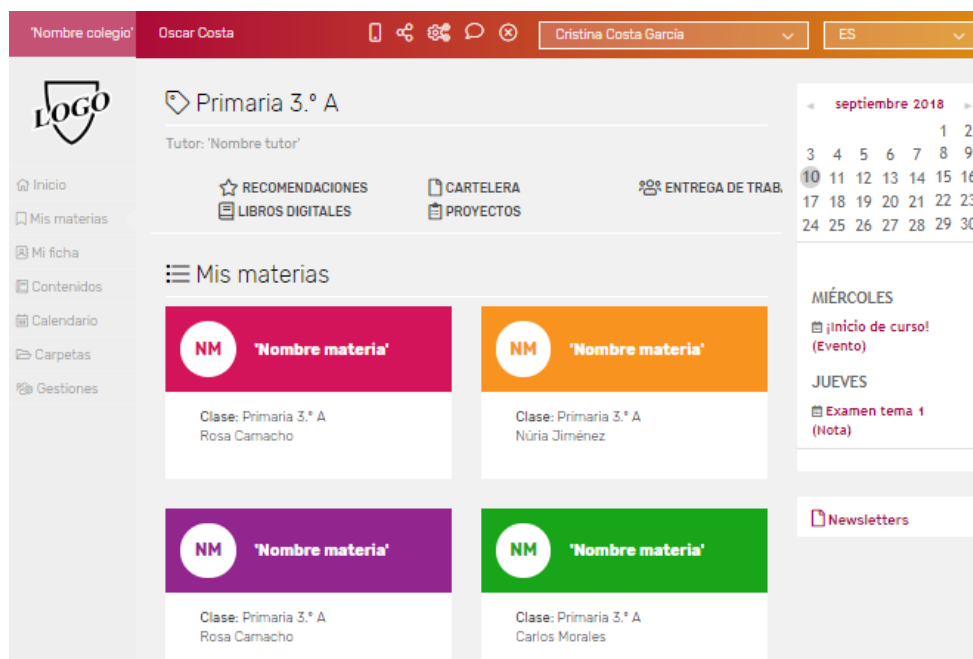 'Nombre colegio' Oscar Costa Cristina Costa García ES
LOGO
Inicio
Mis materias
Mi ficha
Contenidos
Calendario
Carpetas
Gestiones
Primaria 3.º A
Tutor: 'Nombre tutor'
RECOMENDACIONES CARTELERA ENTREGA DE TRAB
LIBROS DIGITALES PROYECTOS
Mis materias
NM 'Nombre materia'
Clase: Primaria 3.º A
Rosa Camacho
NM 'Nombre materia'
Clase: Primaria 3.º A
Núria Jiménez
NM 'Nombre materia'
Clase: Primaria 3.º A
Rosa Camacho
NM 'Nombre materia'
Clase: Primaria 3.º A
Carlos Morales
septiembre 2018
1 2
3 4 5 6 7 8 9
10 11 12 13 14 15 16
17 18 19 20 21 22 23
24 25 26 27 28 29 30
MIÉRCOLES
¡Inicio de curso!
(Evento)
JUEVES
Examen tema 1
(Nota)
Newsletters